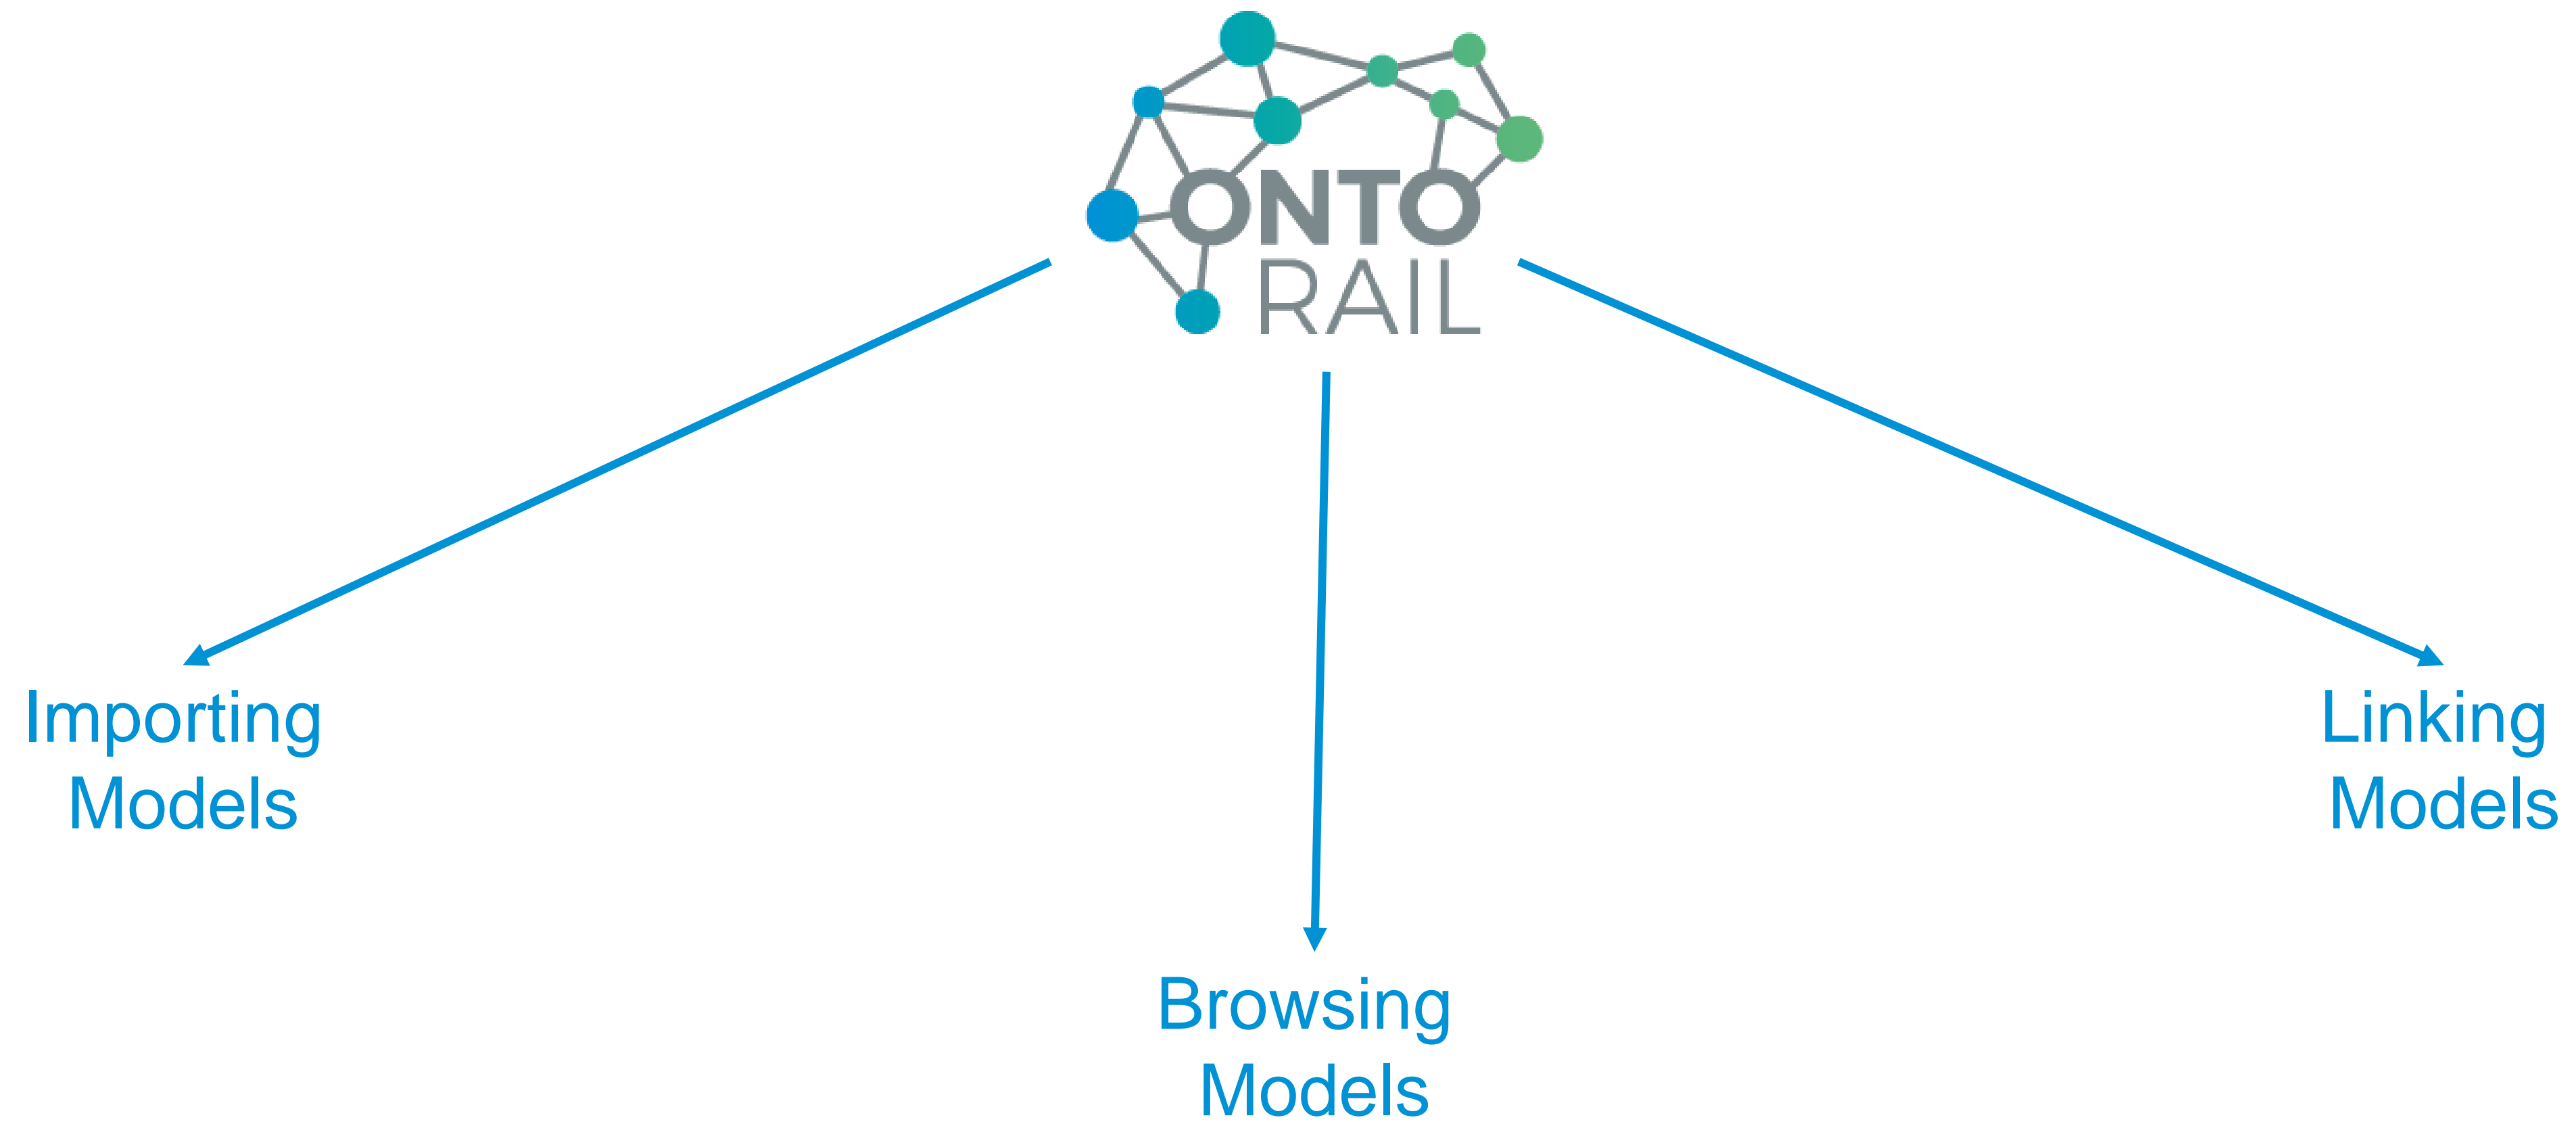 ONTO
RAIL
Importing
Models
Linking
Models
Browsing
Models